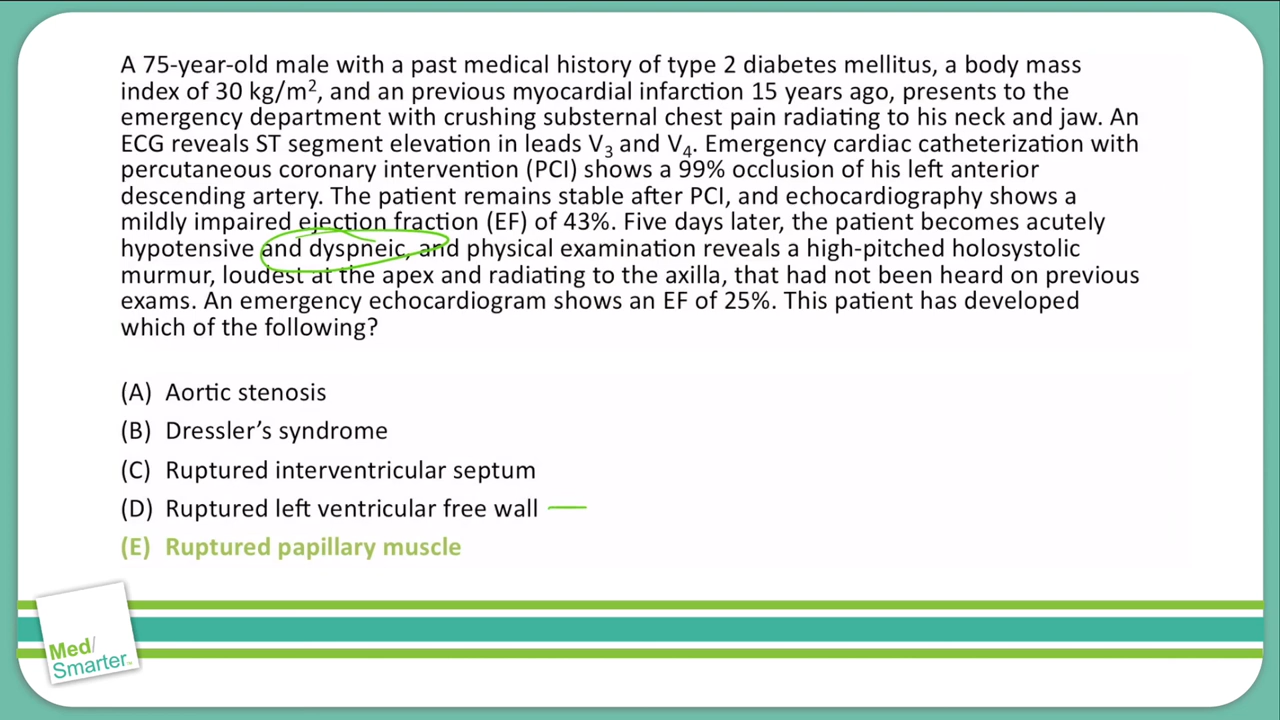 A 75-year-old male with a past medical history of type 2 diabetes mellitus, a body mass
index of 30 kg/m², and an previous myocardial infarction 15 years ago, presents to the
emergency department with crushing substernal chest pain radiating to his neck and jaw. An
ECG reveals ST segment elevation in leads V₃ and V₄. Emergency cardiac catheterization with
percutaneous coronary intervention (PCI) shows a 99% occlusion of his left anterior
descending artery. The patient remains stable after PCI, and echocardiography shows a
mildly impaired ejection fraction (EF) of 43%. Five days later, the patient becomes acutely
hypotensive and dyspneic, and physical examination reveals a high-pitched holosystolic
murmur, loudest at the apex and radiating to the axilla, that had not been heard on previous
exams. An emergency echocardiogram shows an EF of 25%. This patient has developed
which of the following?
(A) Aortic stenosis
(B) Dressler's syndrome
(C) Ruptured interventricular septum
(D) Ruptured left ventricular free wall
(E) Ruptured papillary muscle
Med/
Smarter™